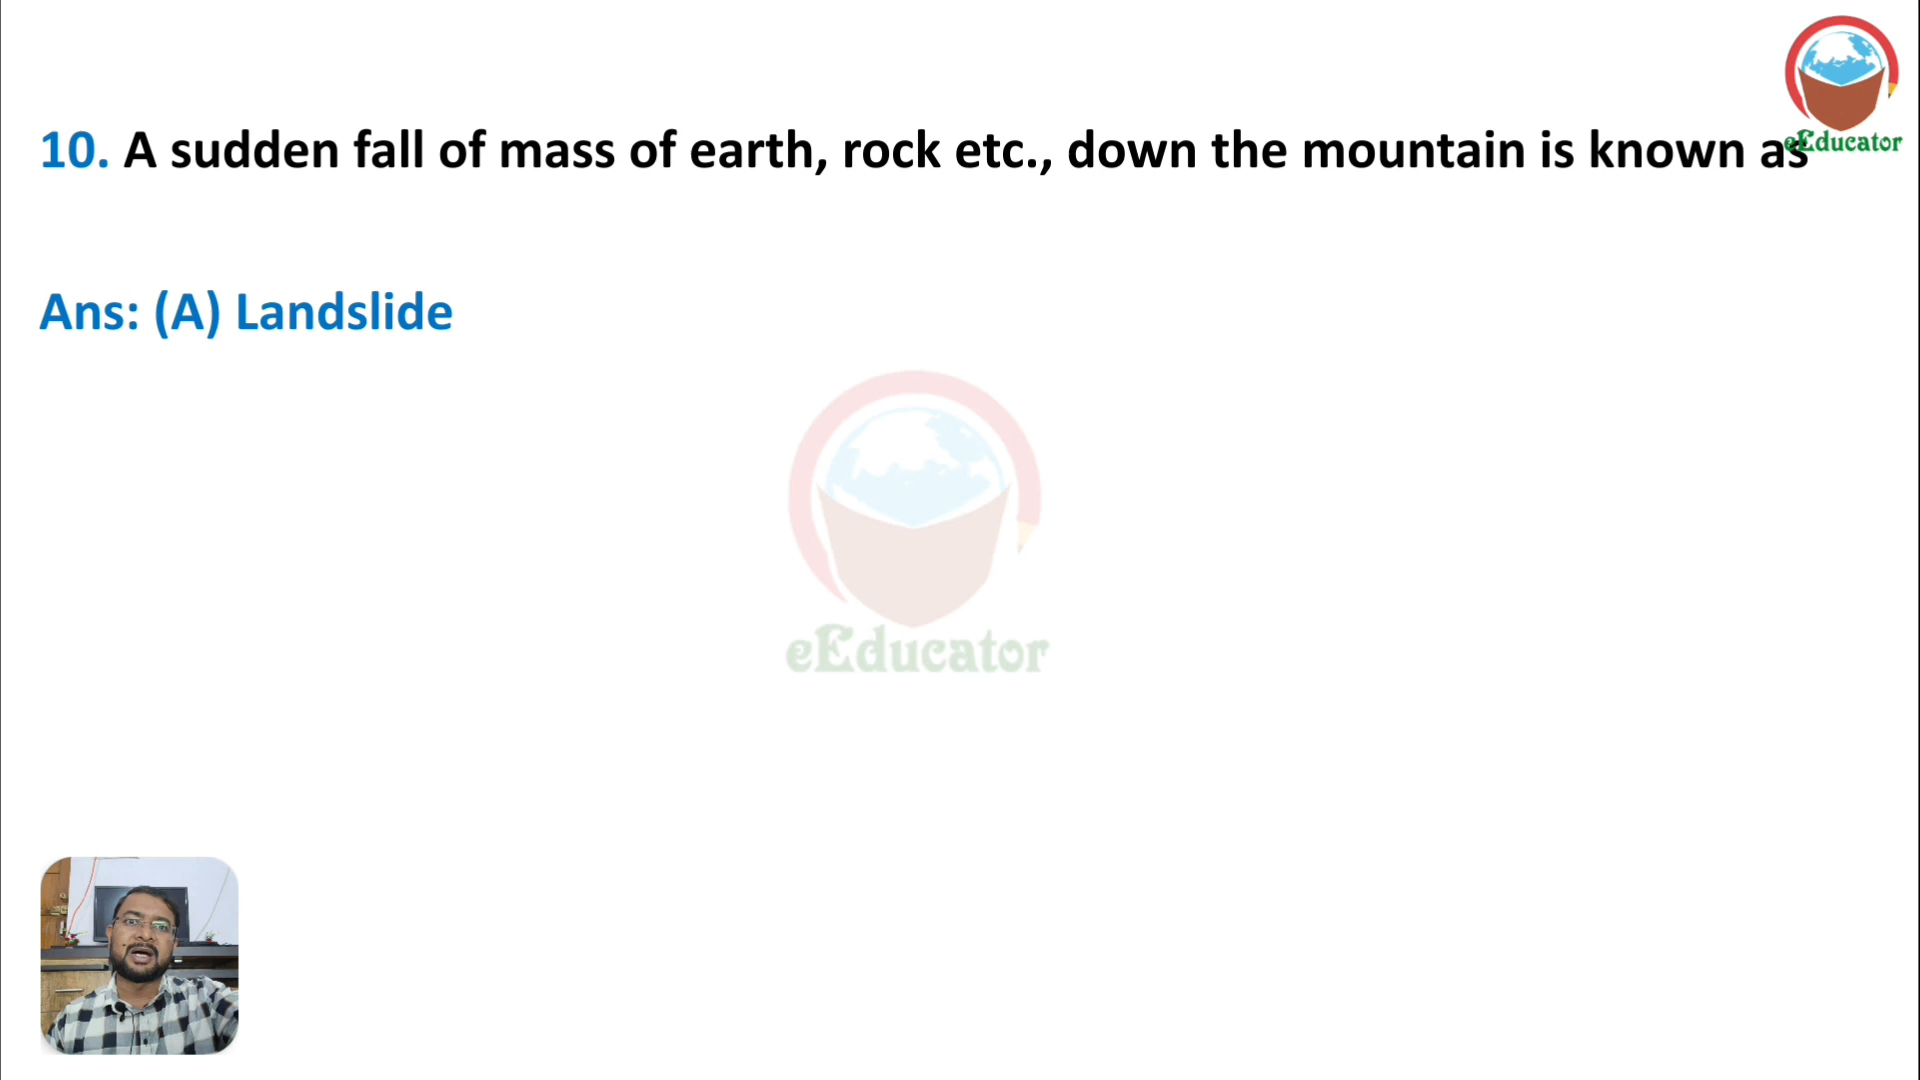 eEducator
10. A sudden fall of mass of earth, rock etc., down the mountain is known as
Ans: (A) Landslide
eEducator